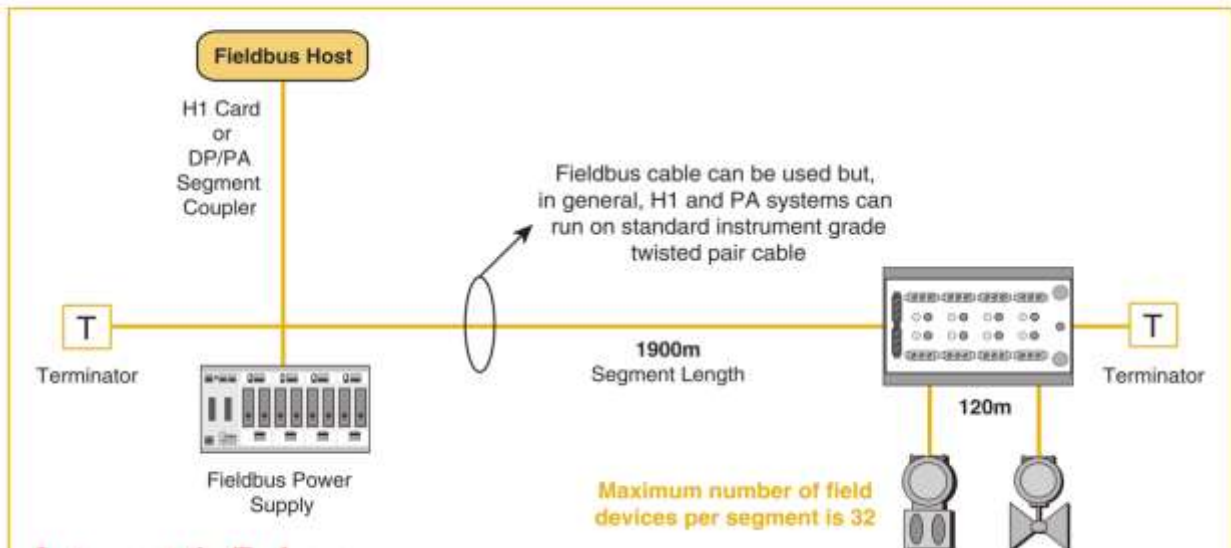 Fieldbus Host
H1 Card
or
DP/PA
Segment
Coupler
Fieldbus cable can be used but,
in general, H1 and PA systems can
run on standard instrument grade
twisted pair cable
T
Terminator
1900m
Segment Length
T
Terminator
120m
Fieldbus Power
Supply
Maximum number of field
devices per segment is 32